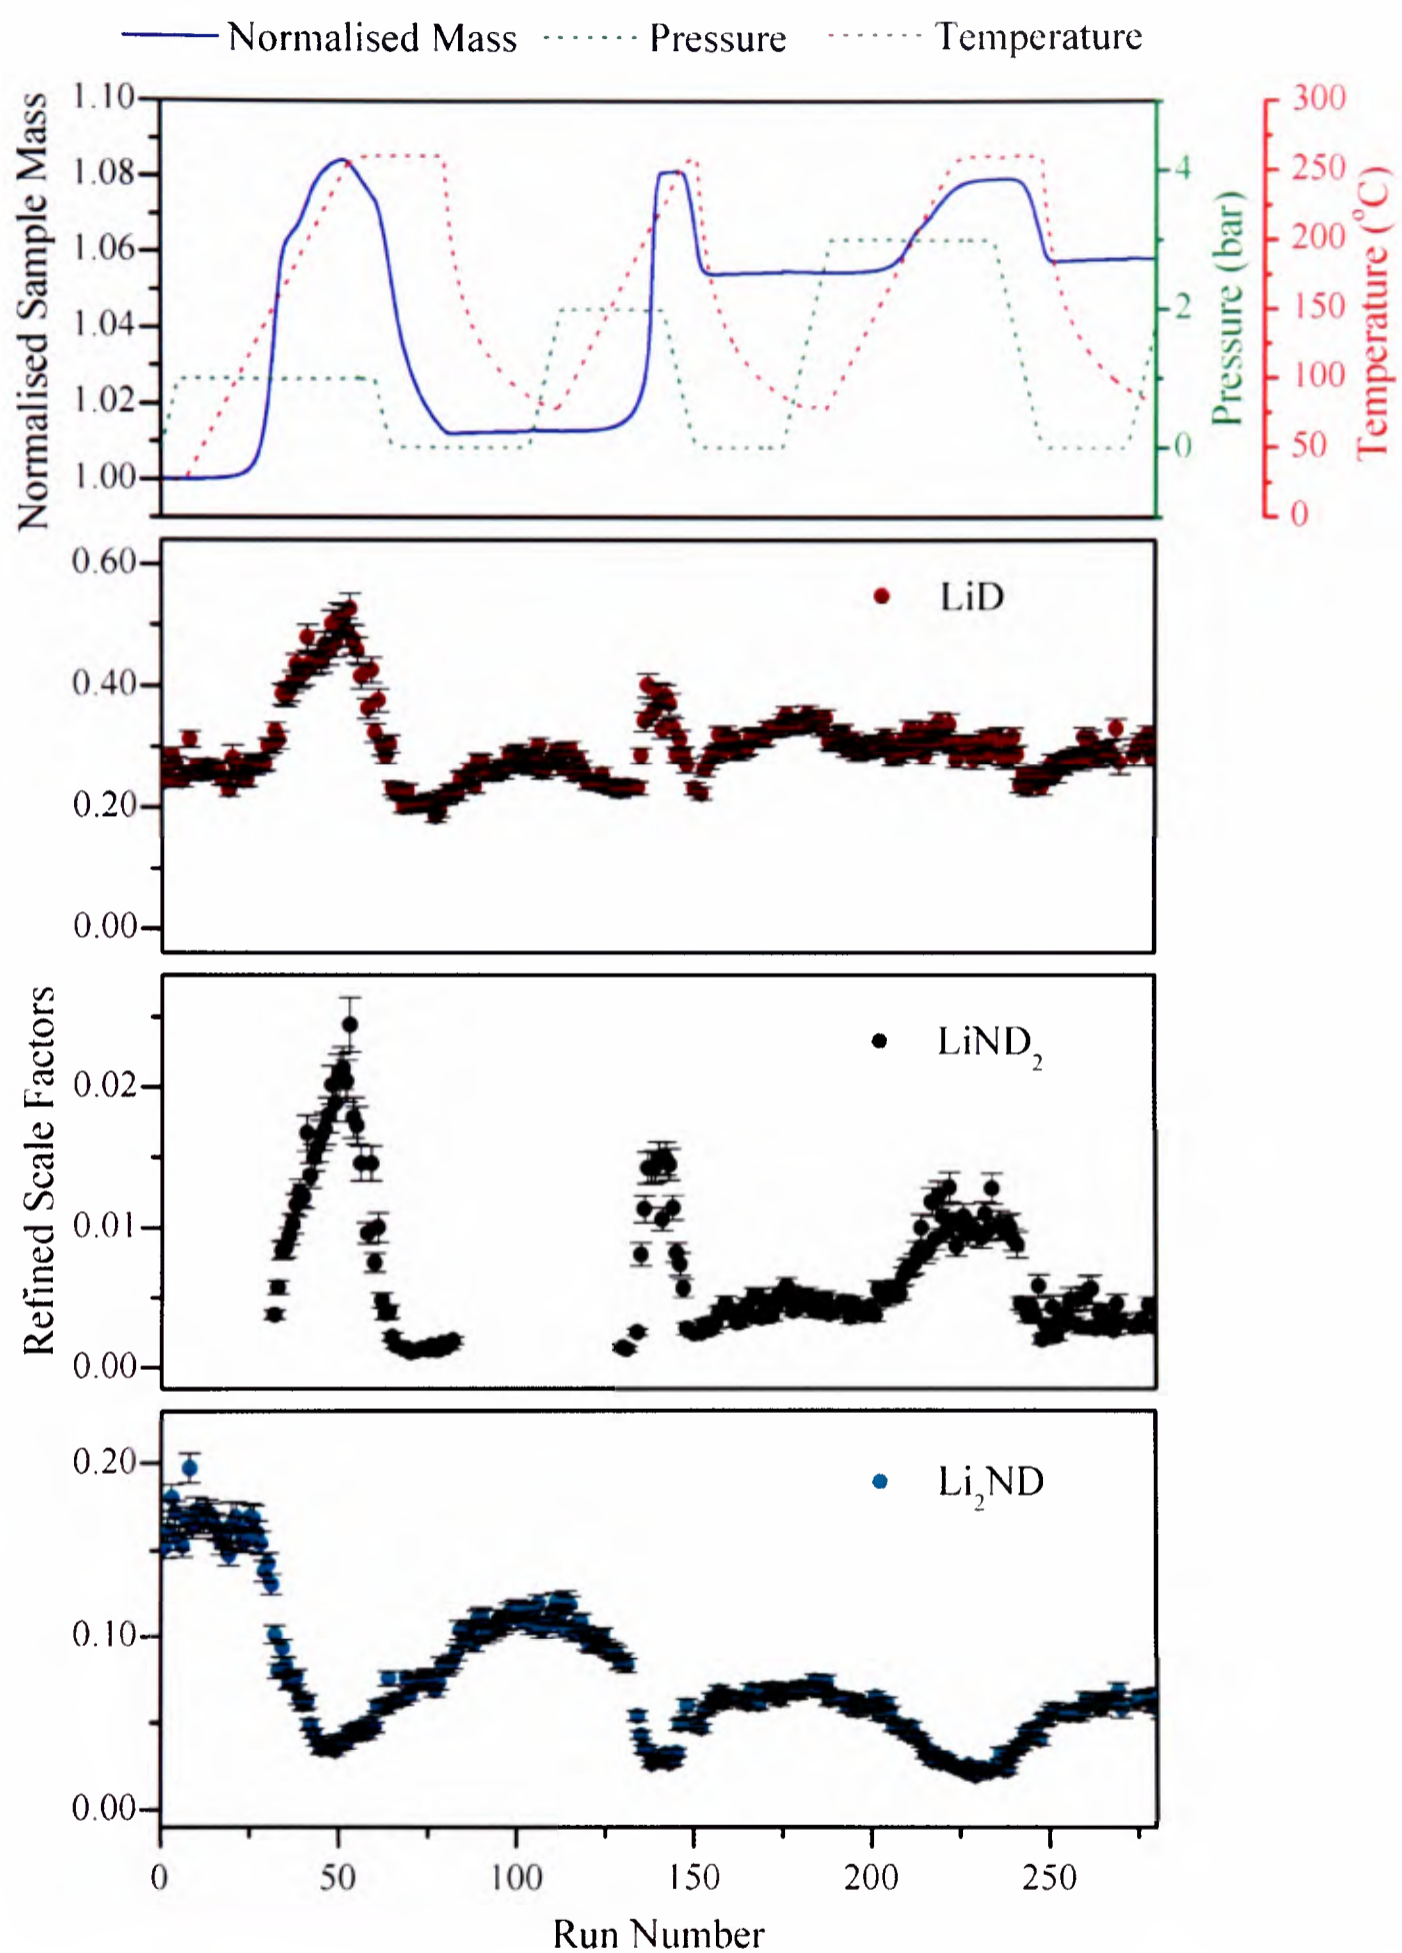 Normalised Mass Pressure Temperature
Normalised Sample Mass
1.10
1.08
1.06
1.04
1.02
1.00
4
2
0
Pressure (bar)
300
250
200
150
100
50
0
Temperature (°C)
0.60
0.40
0.20
0.00
LiD
Refined Scale Factors
0.02
0.01
0.00
LiND₂
0.20
0.10
0.00
Li₂ND
0 50 100 150 200 250
Run Number